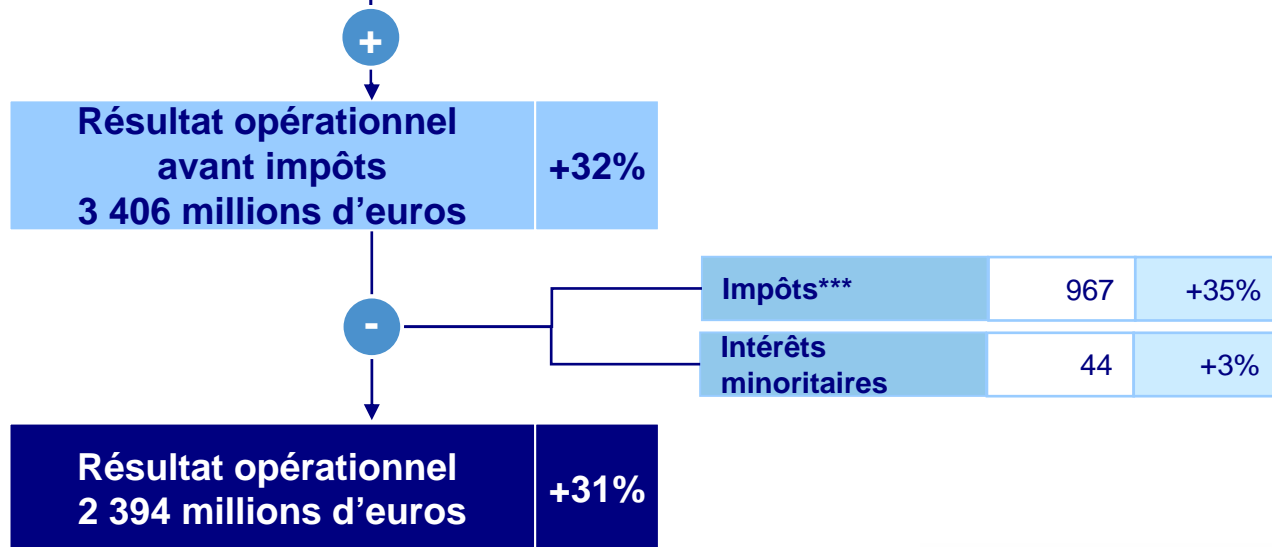 +
Résultat opérationnel
avant impôts
3 406 millions d’euros
+32%
Impôts*** 967 +35%
-
Intérêts
minoritaires
44 +3%
Résultat opérationnel
2 394 millions d’euros
+31%